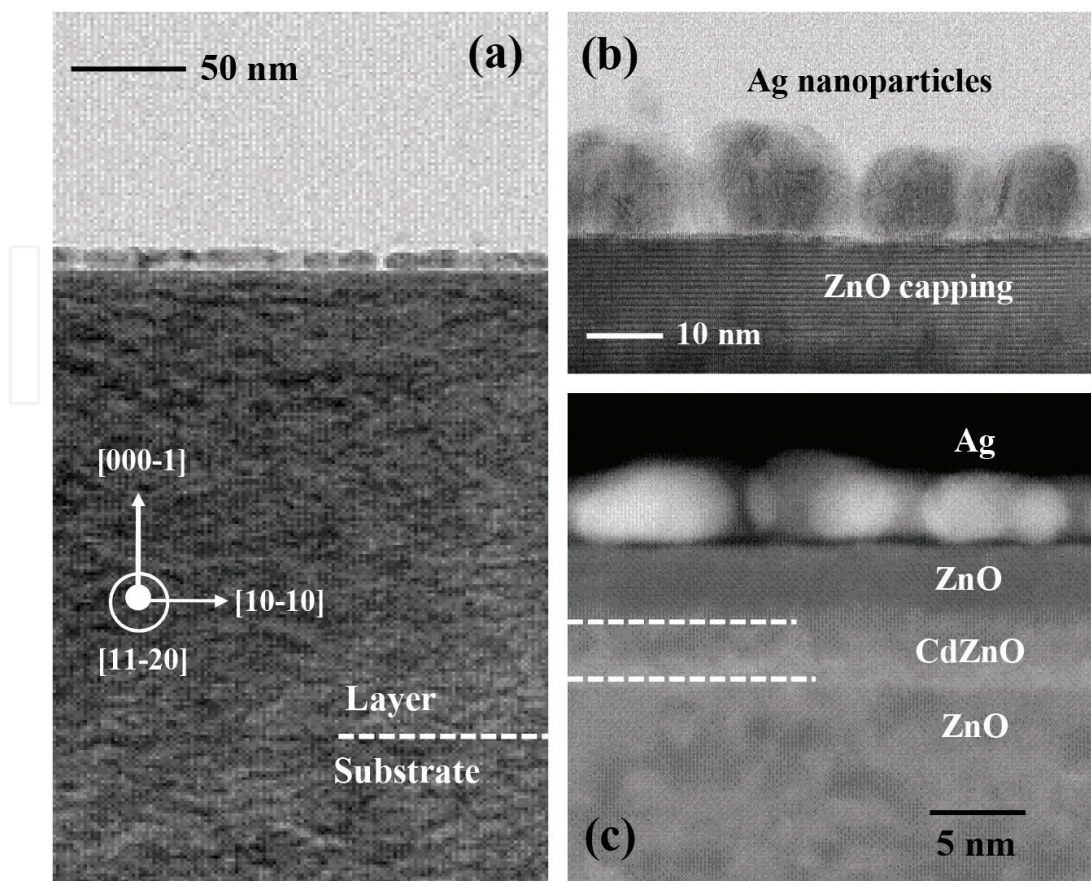 50 nm
(a)
[000-1]
[10-10]
[11-20]
Layer
Substrate
(b)
Ag nanoparticles
ZnO capping
10 nm
Ag
ZnO
CdZnO
ZnO
5 nm
(c)